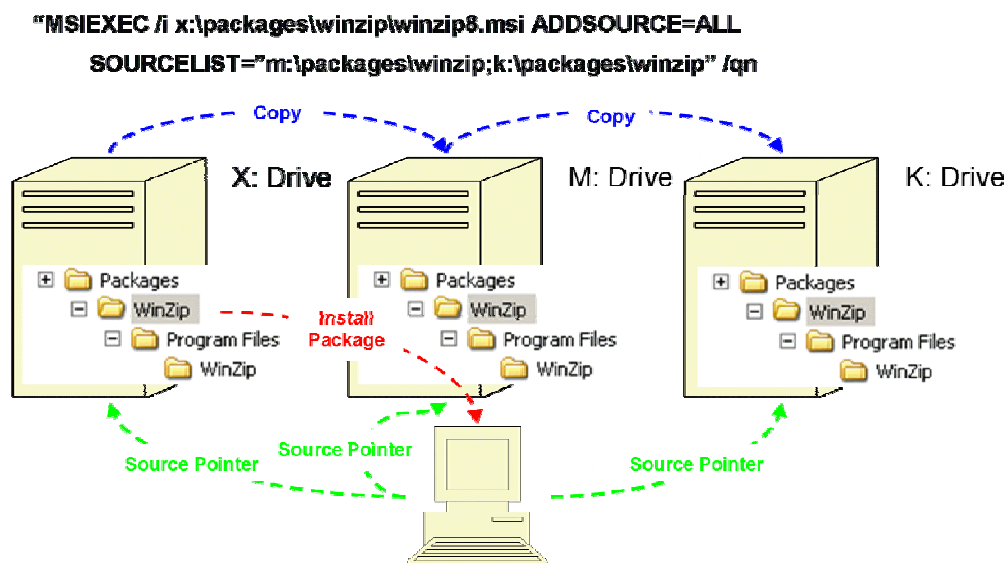 “MSIEXEC /i x:\packages\winzip\winzip8.msi ADDSOURCE=ALL
SOURCELIST=”m:\packages\winzip;k:\packages\winzip” /qn
Copy
Copy
X: Drive
M: Drive
K: Drive
Packages
WinZip
Program Files
WinZip
Packages
WinZip
Program Files
WinZip
Packages
WinZip
Program Files
WinZip
Install
Package
Source Pointer
Source Pointer
Source Pointer